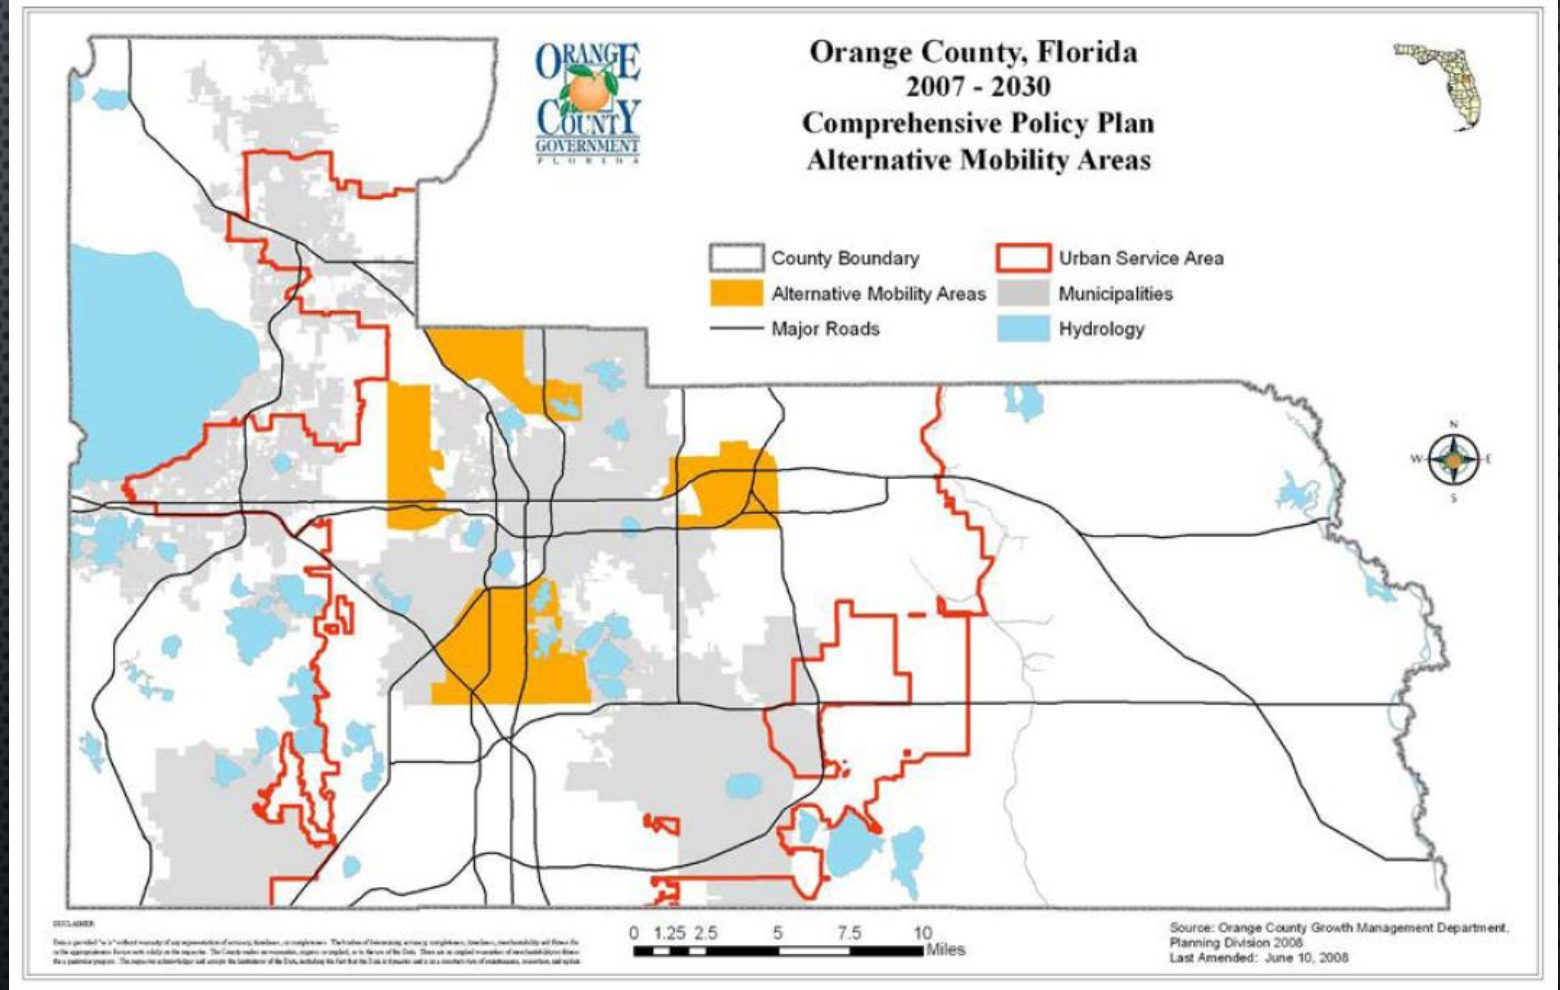 ORANGE
COUNTY
GOVERNMENT
FLORIDA
Orange County, Florida
2007 - 2030
Comprehensive Policy Plan
Alternative Mobility Areas
County Boundary
Alternative Mobility Areas
Major Roads
Urban Service Area
Municipalities
Hydrology
N
W
E
S
DISCLAIMER:
0 1.25 2.5 5 7.5 10
Miles
Source: Orange County Growth Management Department,
Planning Division 2008
Last Amended: June 10, 2008